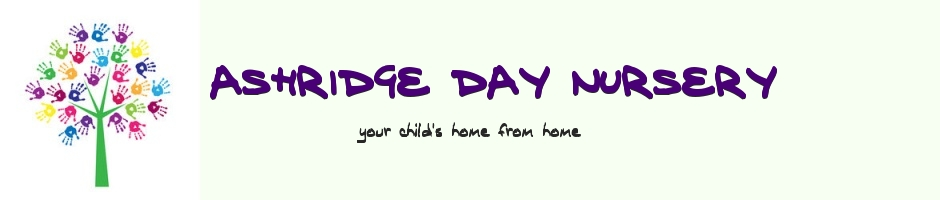 ASHRIDGE DAY NURSERY
your child's home from home